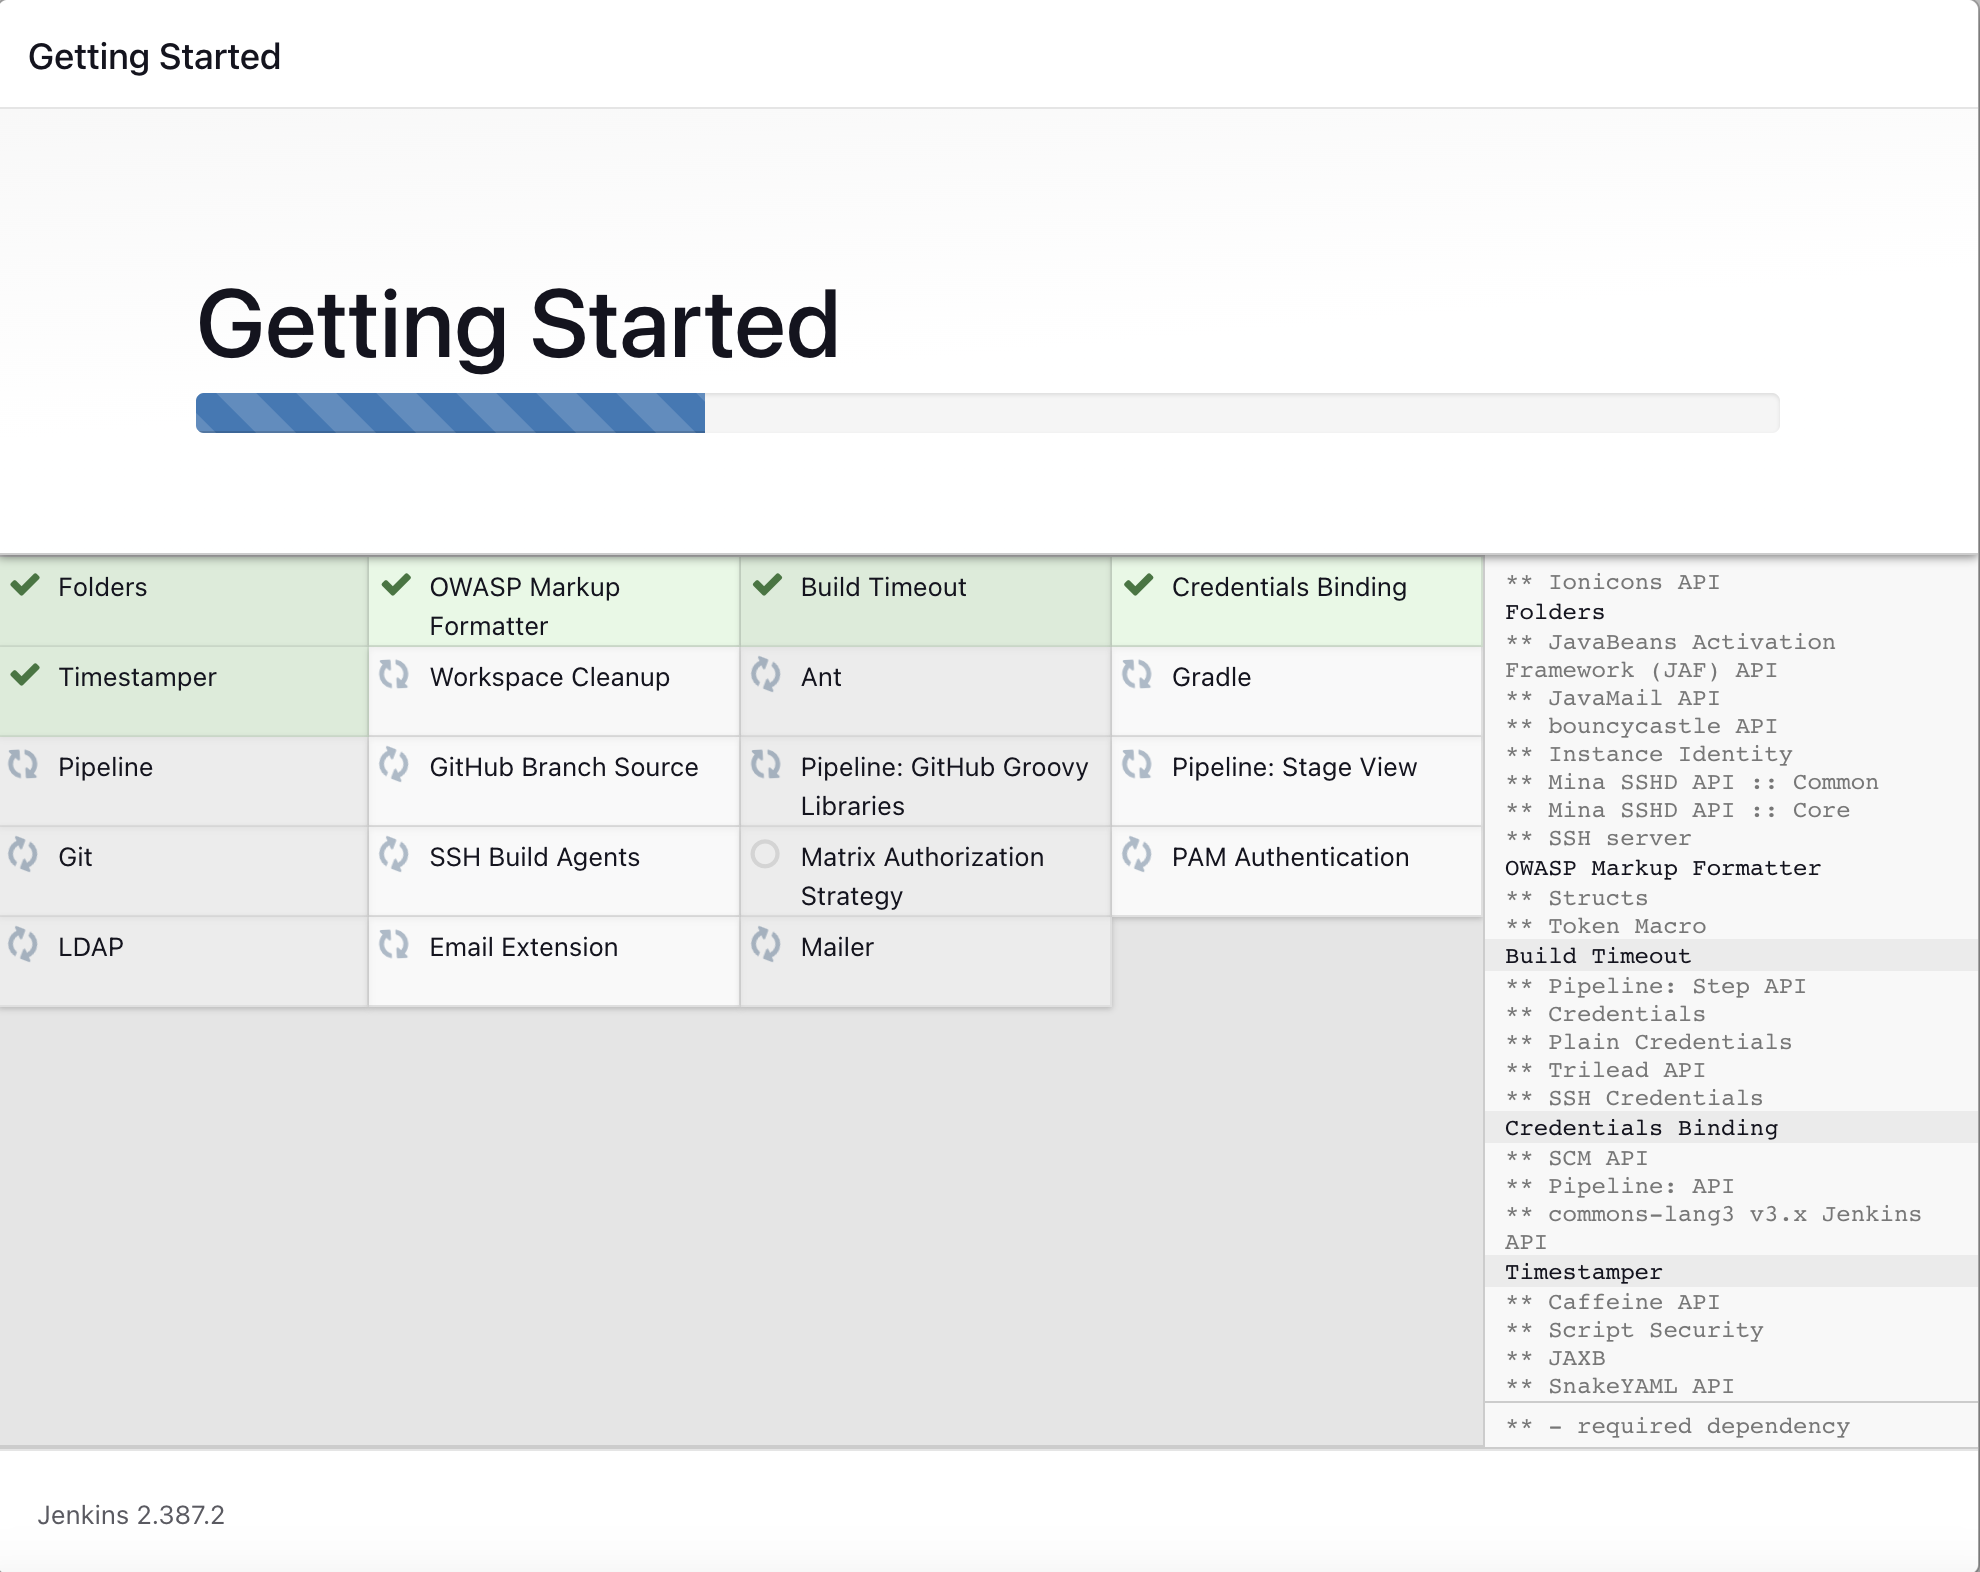 Getting Started
Getting Started
Folders
OWASP Markup
Formatter
Build Timeout
Credentials Binding
Timestamper
Workspace Cleanup
Ant
Gradle
Pipeline
GitHub Branch Source
Pipeline: GitHub Groovy
Libraries
Pipeline: Stage View
Git
SSH Build Agents
Matrix Authorization
Strategy
PAM Authentication
LDAP
Email Extension
Mailer
** Ionicons API
Folders
** JavaBeans Activation
Framework (JAF) API
** JavaMail API
** bouncycastle API
** Instance Identity
** Mina SSHD API :: Common
** Mina SSHD API :: Core
** SSH server
OWASP Markup Formatter
** Structs
** Token Macro
Build Timeout
** Pipeline: Step API
** Credentials
** Plain Credentials
** Trilead API
** SSH Credentials
Credentials Binding
** SCM API
** Pipeline: API
** commons-lang3 v3.x Jenkins
API
Timestamper
** Caffeine API
** Script Security
** JAXB
** SnakeYAML API
** - required dependency
Jenkins 2.387.2